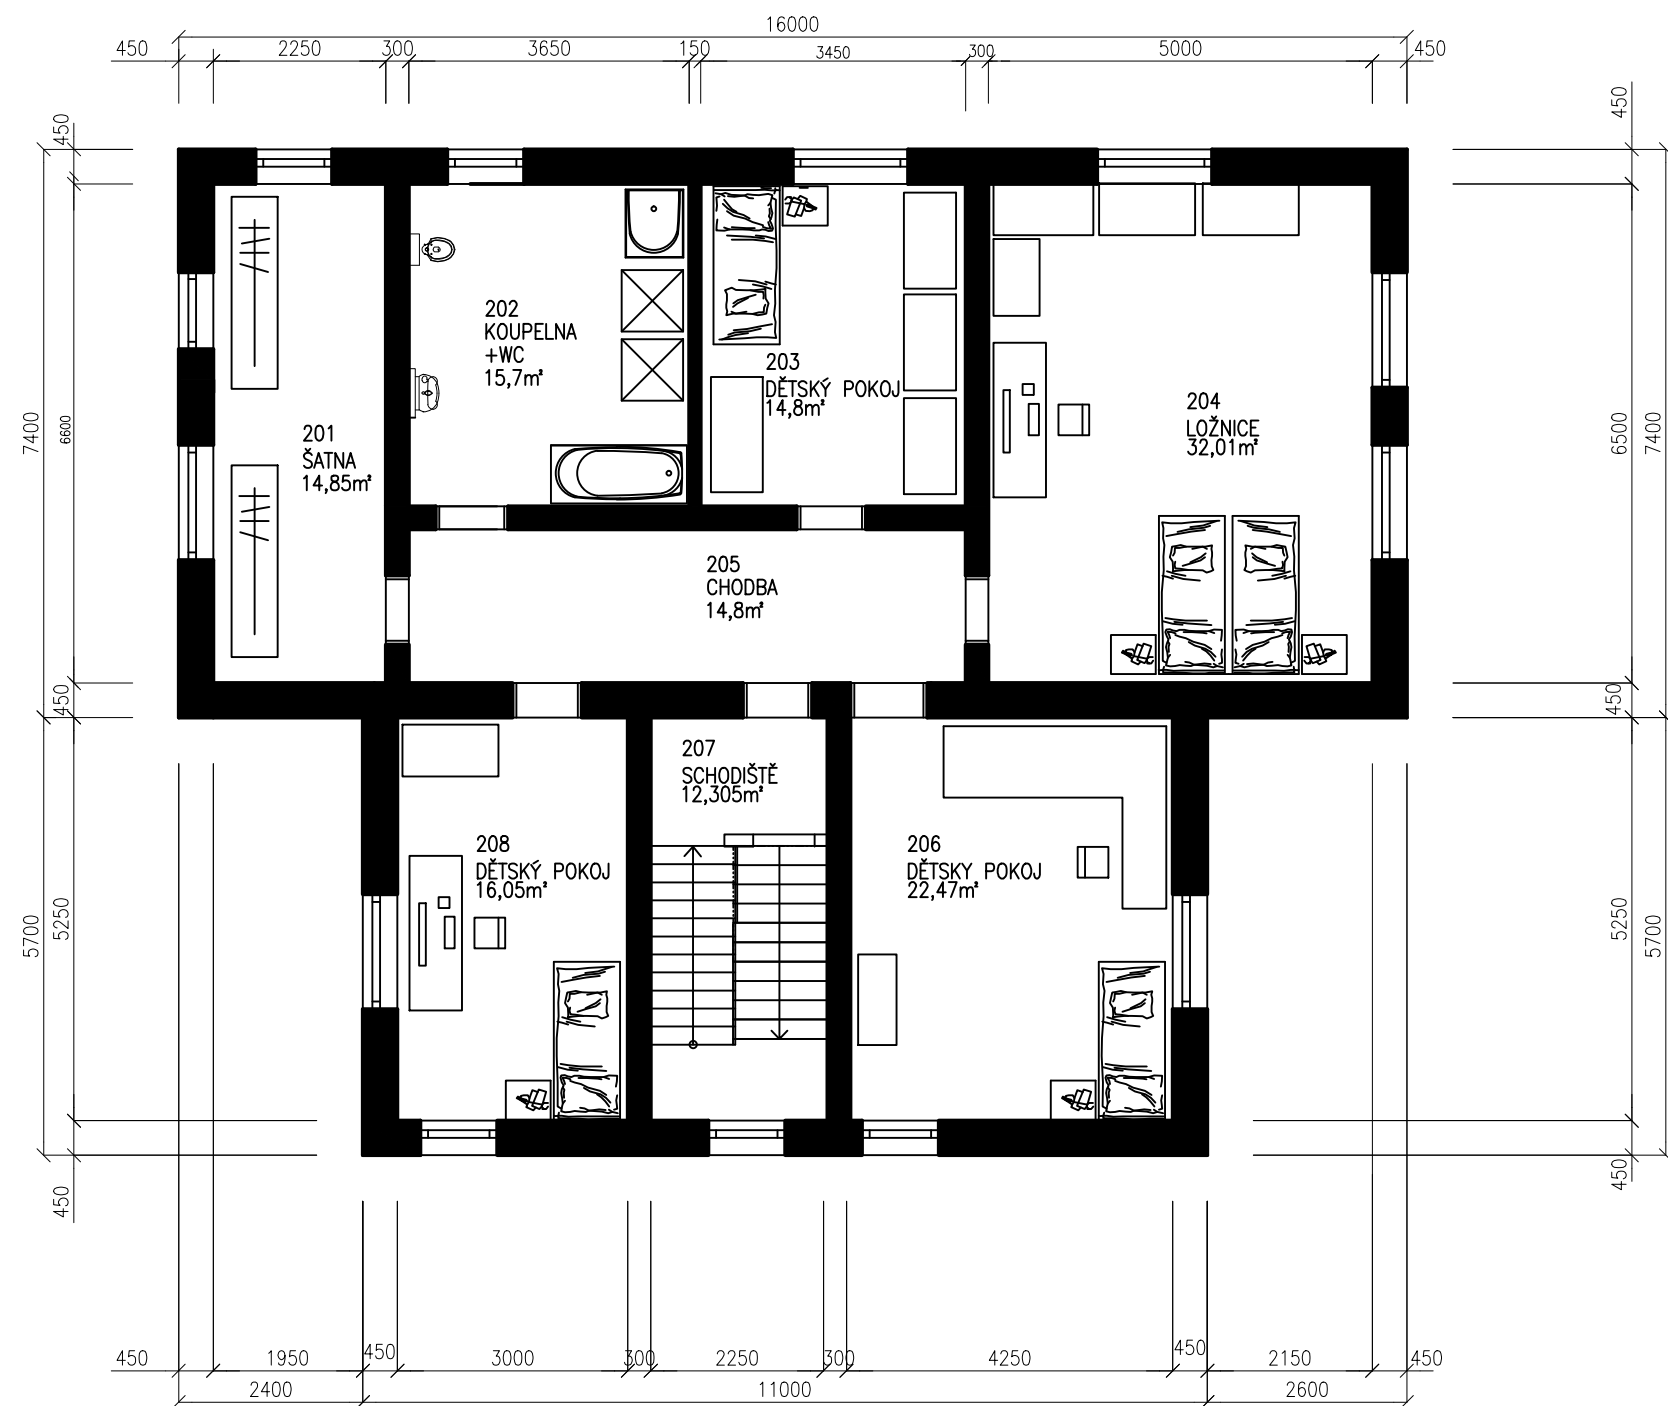 16000
450 2250 300 3650 150 3450 300 5000 450
450
450
7400
6600
6500
7400
202
KOUPELNA
+WC
15,7m²
203
DĚTSKÝ POKOJ
14,8m²
204
LOŽNICE
32,01m²
201
ŠATNA
14,85m²
205
CHODBA
14,8m²
450
450
207
SCHODIŠTĚ
12,305m²
208
DĚTSKÝ POKOJ
16,05m²
206
DĚTSKY POKOJ
22,47m²
5700
5250
5250
5700
450
450
450 1950 450 3000 300 2250 300 4250 450 2150 450
2400 11000 2600